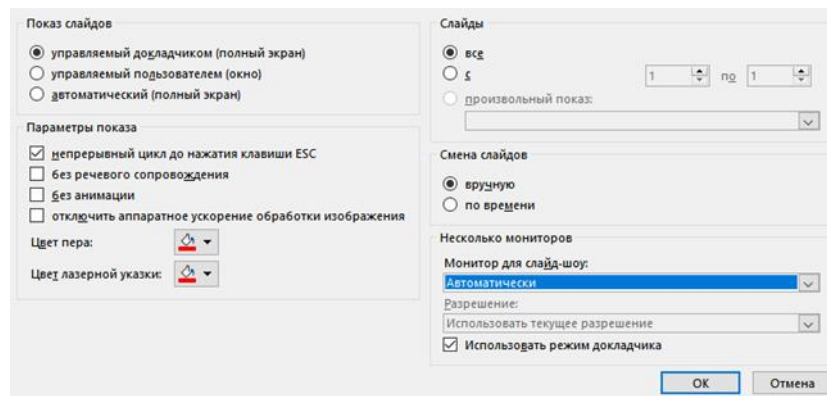 Показ слайдов
управляемый докладчиком (полный экран)
управляемый пользователем (окно)
автоматический (полный экран)
Параметры показа
непрерывный цикл до нажатия клавиши ESC
без речевого сопровождения
без анимации
отключить аппаратное ускорение обработки изображения
Цвет пера:
Цвет лазерной указки:
Слайды
все
с 1 по 1
произвольный показ:
Смена слайдов
вручную
по времени
Несколько мониторов
Монитор для слайд-шоу:
Автоматически
Разрешение:
Использовать текущее разрешение
Использовать режим докладчика
ОК Отмена